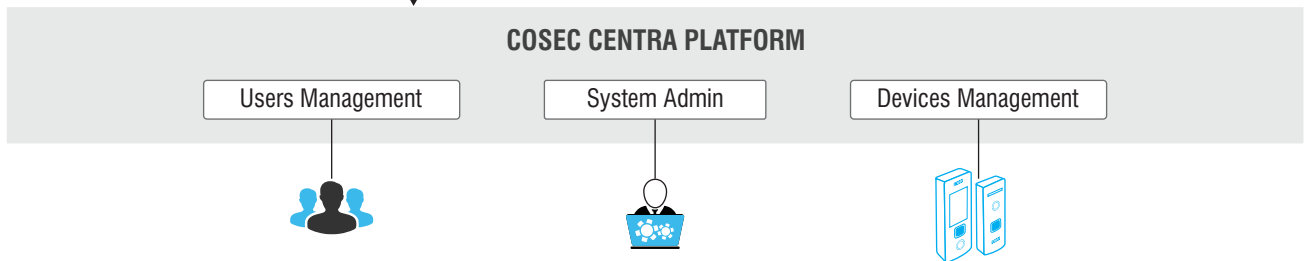 COSEC CENTRA PLATFORM
Users Management
System Admin
Devices Management